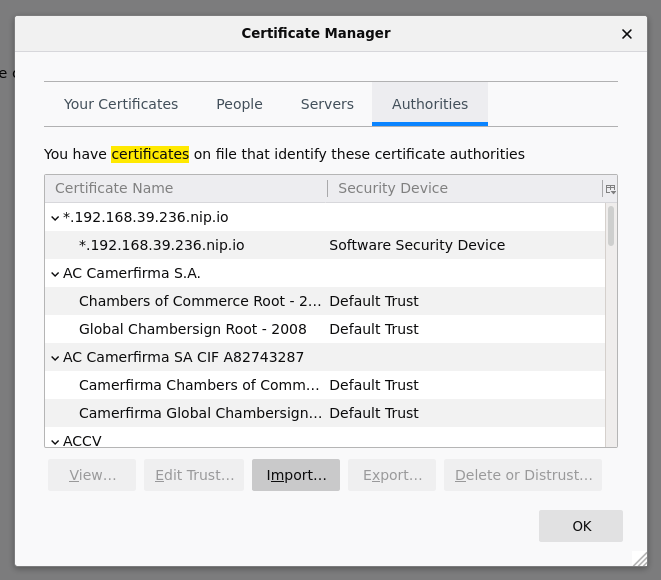 Certificate Manager
e c
Your Certificates People Servers Authorities
You have certificates on file that identify these certificate authorities
Certificate Name Security Device
*.192.168.39.236.nip.io
*.192.168.39.236.nip.io Software Security Device
AC Camerfirma S.A.
Chambers of Commerce Root - 2... Default Trust
Global Chambersign Root - 2008 Default Trust
AC Camerfirma SA CIF A82743287
Camerfirma Chambers of Comm... Default Trust
Camerfirma Global Chambersign... Default Trust
ACCV
View... Edit Trust... Import... Export... Delete or Distrust...
OK